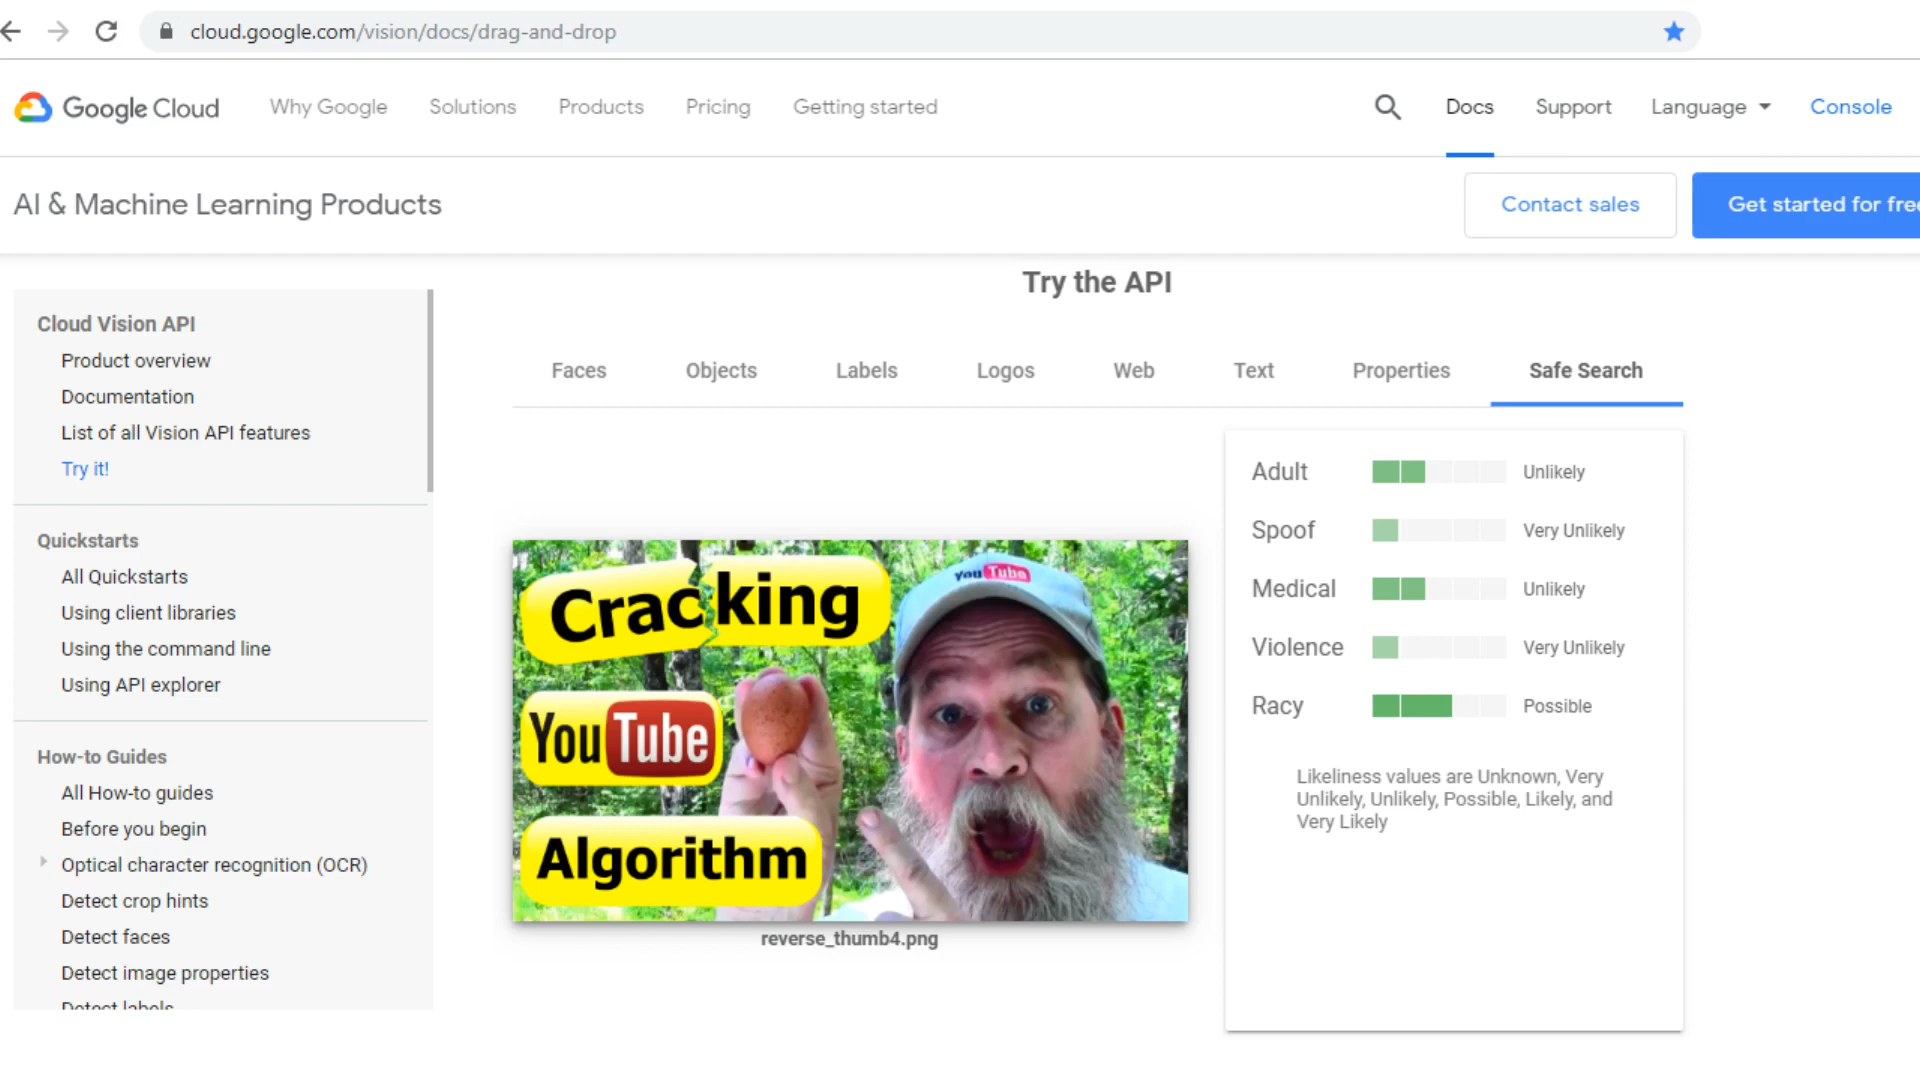 cloud.google.com/vision/docs/drag-and-drop
Google Cloud Why Google Solutions Products Pricing Getting started Docs Support Language Console
AI & Machine Learning Products Contact sales Get started for free
Try the API
Cloud Vision API
Product overview
Documentation
List of all Vision API features
Try it!
Quickstarts
All Quickstarts
Using client libraries
Using the command line
Using API explorer
How-to Guides
All How-to guides
Before you begin
Optical character recognition (OCR)
Detect crop hints
Detect faces
Detect image properties
Detect labels
Faces Objects Labels Logos Web Text Properties Safe Search
Cracking
YouTube
YouTube
Algorithm
reverse_thumb4.png
Adult Unlikely
Spoof Very Unlikely
Medical Unlikely
Violence Very Unlikely
Racy Possible
Likeliness values are Unknown, Very
Unlikely, Unlikely, Possible, Likely, and
Very Likely